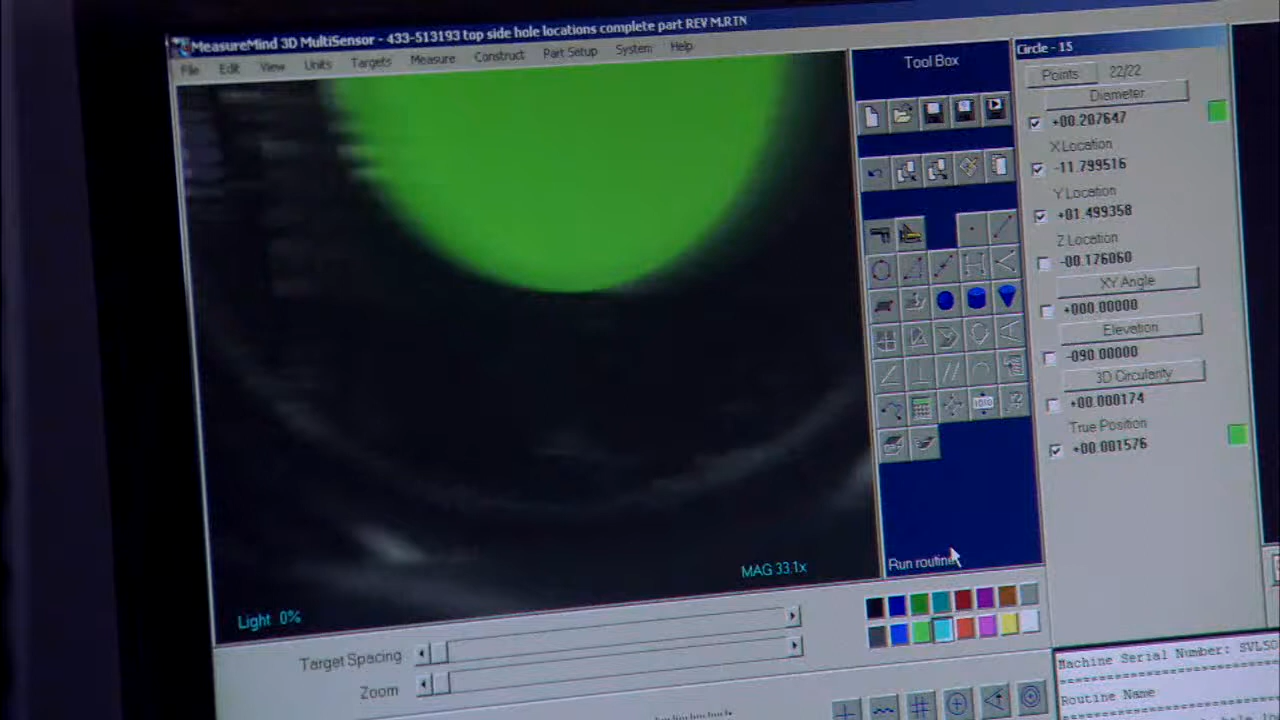 MeasureMind 3D MultiSensor - 433-513193 top side hole locations complete part REV M.RTN
File Edit View Units Targets Measure Construct Part Setup System Help
Tool Box
Circle - 15
Points 22/22
Diameter
+00.207647
X Location
-11.799516
Y Location
+01.499358
Z Location
-00.176060
XY Angle
+000.00000
Elevation
-090.00000
3D Circularity
+00.000174
True Position
+00.001576
1010
Run routine
MAG 33.1x
Light 0%
Target Spacing
Zoom
Machine Serial Number:
Routine Name